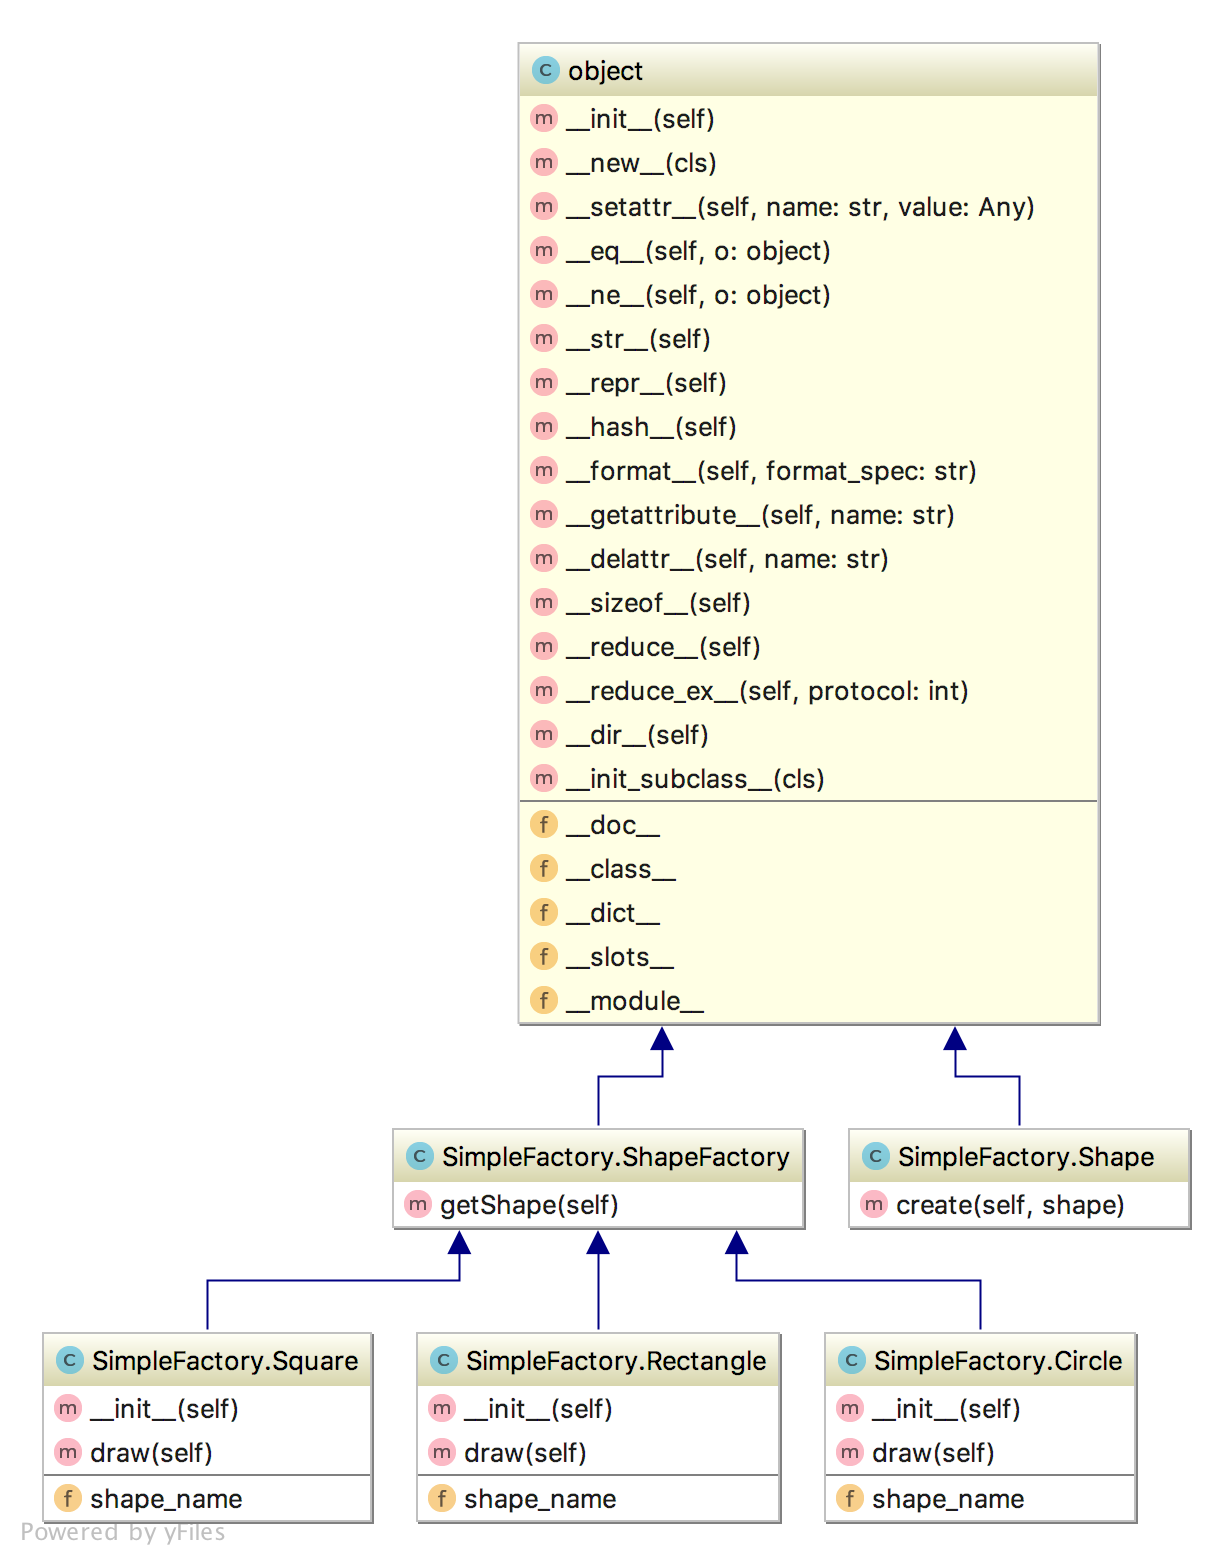 C object
m __init__(self)
m __new__(cls)
m __setattr__(self, name: str, value: Any)
m __eq__(self, o: object)
m __ne__(self, o: object)
m __str__(self)
m __repr__(self)
m __hash__(self)
m __format__(self, format_spec: str)
m __getattribute__(self, name: str)
m __delattr__(self, name: str)
m __sizeof__(self)
m __reduce__(self)
m __reduce_ex__(self, protocol: int)
m __dir__(self)
m __init_subclass__(cls)
f __doc__
f __class__
f __dict__
f __slots__
f __module__
C SimpleFactory.ShapeFactory
m getShape(self)
C SimpleFactory.Shape
m create(self, shape)
C SimpleFactory.Square
m __init__(self)
m draw(self)
f shape_name
C SimpleFactory.Rectangle
m __init__(self)
m draw(self)
f shape_name
C SimpleFactory.Circle
m __init__(self)
m draw(self)
f shape_name
Powered by yFiles